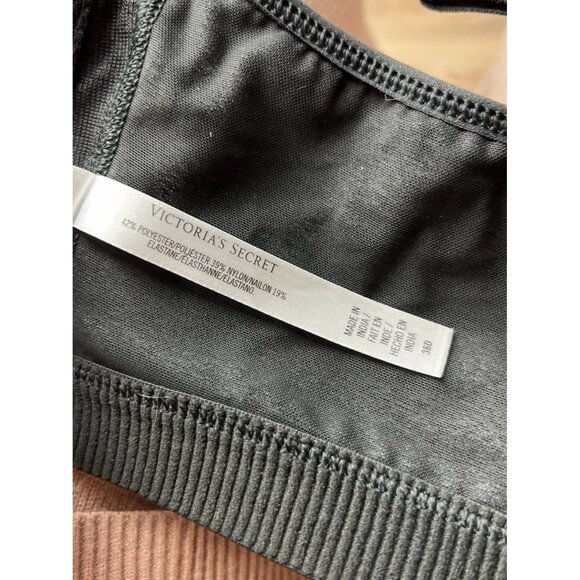 VICTORIA'S SECRET
42% POLYESTER/POLIÉSTER 39% NYLON/NAILON 19%
ELASTANE/ELASTHANNE/ELASTANO.
MADE IN
INDIA /
FAIT EN
INDE /
HECHO EN
INDIA
36D